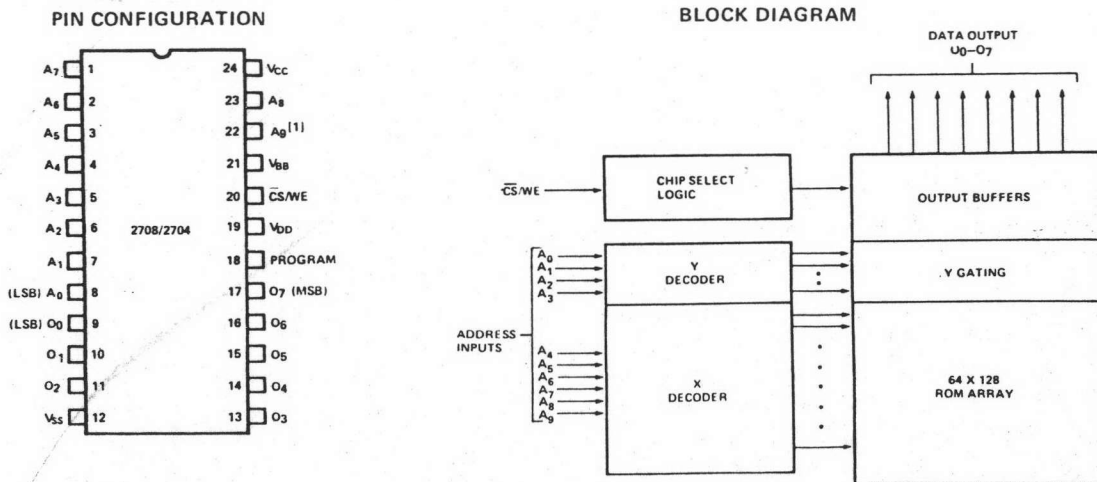 PIN CONFIGURATION
A7 1 24 VCC
A6 2 23 A8
A5 3 22 A9[1]
A4 4 21 VBB
A3 5 20 C̅S̅/WE
A2 6 2708/2704 19 VDD
A1 7 18 PROGRAM
(LSB) A0 8 17 O7 (MSB)
(LSB) O0 9 16 O6
O1 10 15 O5
O2 11 14 O4
VSS 12 13 O3
BLOCK DIAGRAM
DATA OUTPUT
O0–O7
C̅S̅/WE
CHIP SELECT
LOGIC
OUTPUT BUFFERS
ADDRESS
INPUTS
A0
A1
A2
A3
Y
DECODER
Y GATING
A4
A5
A6
A7
A8
A9
X
DECODER
64 X 128
ROM ARRAY